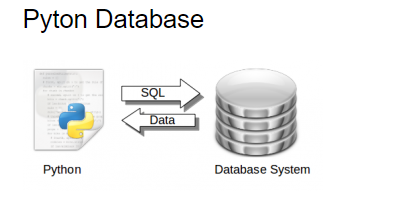 Pyton Database
SQL
Data
Python
Database System